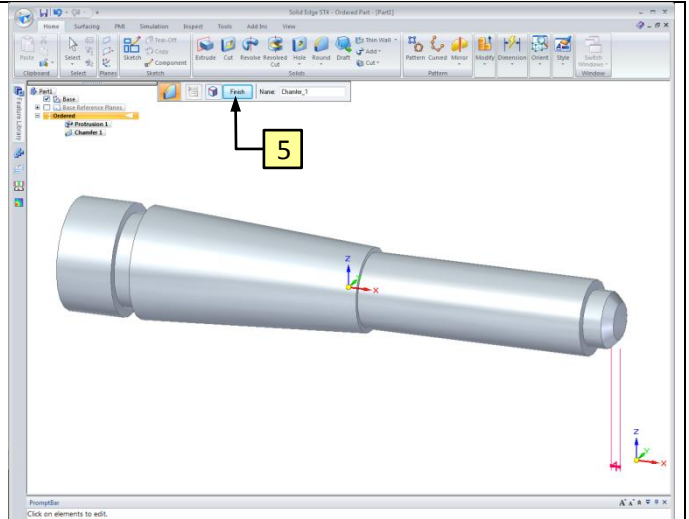 Solid Edge ST4 - Ordered Part - [Part1]
Home Surfacing PMI Simulation Inspect Tools Add Ins View
Paste Select Sketch Tear-Off Copy Component Extrude Cut Revolve Revolved Cut Hole Round Draft Thin Wall Add Cut Pattern Curved Mirror Modify Dimension Orient Style Switch Windows
Clipboard Select Planes Sketch Solids Pattern Window
Feature Library
Part1
Base
Base Reference Planes
Ordered
Protrusion 1
Chamfer 1
Finish Name: Chamfer_1
5
Z
Y
X
Z
Y
X
PromptBar
Click on elements to edit.